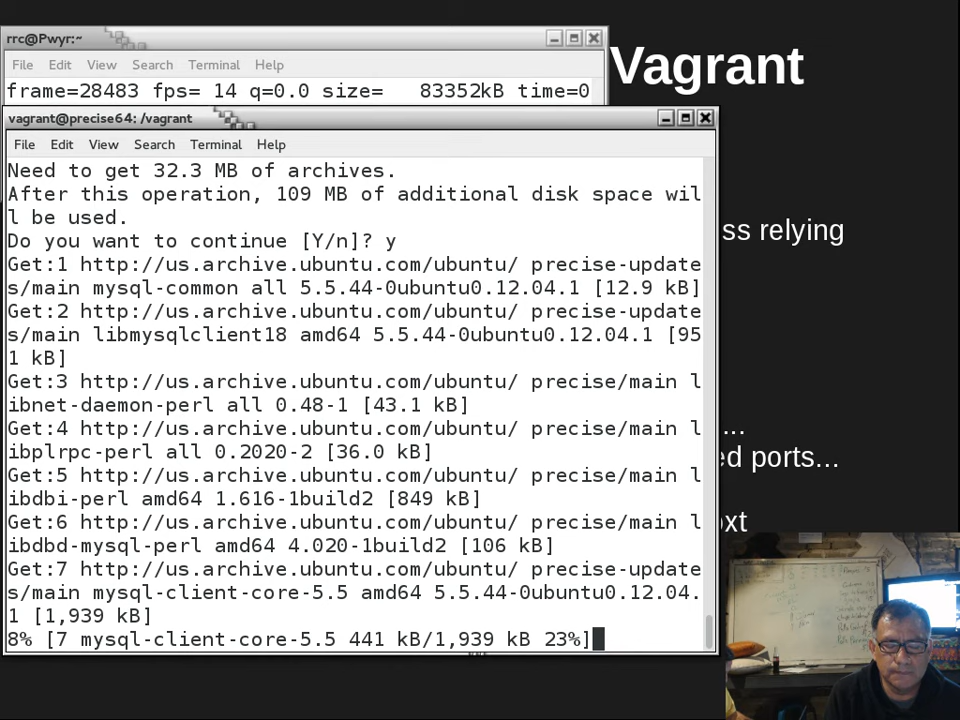 rrc@Pwyr:~
File Edit View Search Terminal Help
frame=28483 fps= 14 q=0.0 size=   83352kB time=0
Vagrant
vagrant@precise64: /vagrant
File Edit View Search Terminal Help
Need to get 32.3 MB of archives.
After this operation, 109 MB of additional disk space wil
l be used.
Do you want to continue [Y/n]? y
Get:1 http://us.archive.ubuntu.com/ubuntu/ precise-update
s/main mysql-common all 5.5.44-0ubuntu0.12.04.1 [12.9 kB]
Get:2 http://us.archive.ubuntu.com/ubuntu/ precise-update
s/main libmysqlclient18 amd64 5.5.44-0ubuntu0.12.04.1 [95
1 kB]
Get:3 http://us.archive.ubuntu.com/ubuntu/ precise/main l
ibnet-daemon-perl all 0.48-1 [43.1 kB]
Get:4 http://us.archive.ubuntu.com/ubuntu/ precise/main l
ibplrpc-perl all 0.2020-2 [36.0 kB]
Get:5 http://us.archive.ubuntu.com/ubuntu/ precise/main l
ibdbi-perl amd64 1.616-1build2 [849 kB]
Get:6 http://us.archive.ubuntu.com/ubuntu/ precise/main l
ibdbd-mysql-perl amd64 4.020-1build2 [106 kB]
Get:7 http://us.archive.ubuntu.com/ubuntu/ precise-update
s/main mysql-client-core-5.5 amd64 5.5.44-0ubuntu0.12.04.
1 [1,939 kB]
8% [7 mysql-client-core-5.5 441 kB/1,939 kB 23%]
ss relying
...
ed ports...
oxt